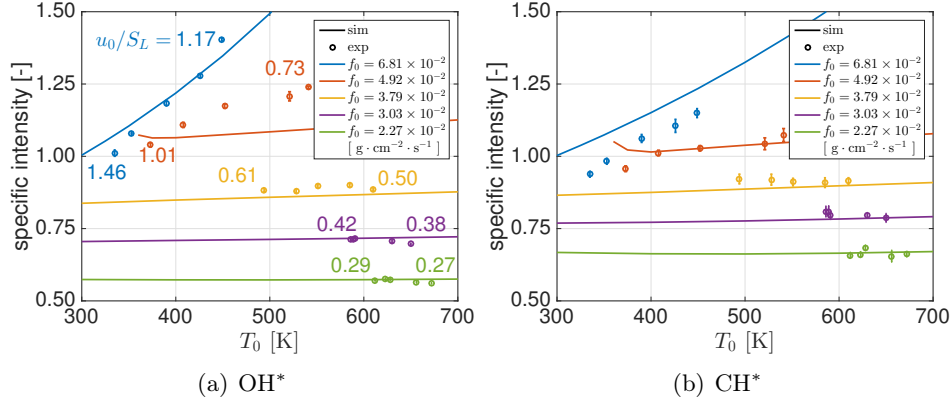 specific intensity [-]
1.50
1.25
1.00
0.75
0.50
u₀/S_L = 1.17
0.73
1.46
1.01
0.61
0.50
0.42
0.38
0.29
0.27
sim
exp
f₀ = 6.81 × 10⁻²
f₀ = 4.92 × 10⁻²
f₀ = 3.79 × 10⁻²
f₀ = 3.03 × 10⁻²
f₀ = 2.27 × 10⁻²
[ g · cm⁻² · s⁻¹ ]
300 400 500 600 700
T₀ [K]
(a) OH*
specific intensity [-]
1.50
1.25
1.00
0.75
0.50
sim
exp
f₀ = 6.81 × 10⁻²
f₀ = 4.92 × 10⁻²
f₀ = 3.79 × 10⁻²
f₀ = 3.03 × 10⁻²
f₀ = 2.27 × 10⁻²
[ g · cm⁻² · s⁻¹ ]
300 400 500 600 700
T₀ [K]
(b) CH*